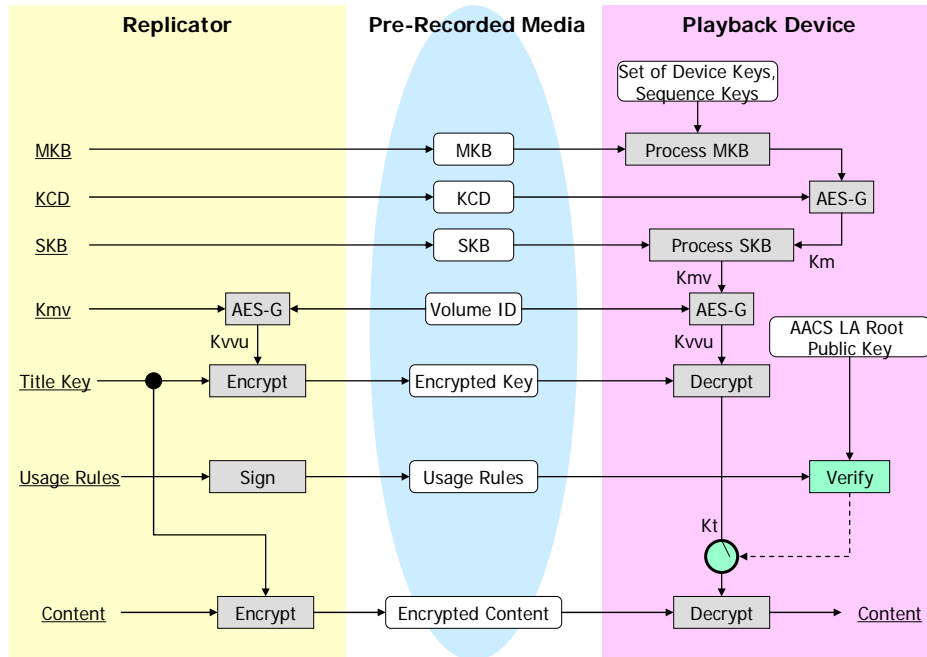 Replicator
Pre-Recorded Media
Playback Device
Set of Device Keys,
Sequence Keys
MKB
MKB
Process MKB
KCD
KCD
AES-G
SKB
SKB
Process SKB
Km
Kmv
Kmv
AES-G
Volume ID
AES-G
Kvvu
Kvvu
AACS LA Root
Public Key
Title Key
Encrypt
Encrypted Key
Decrypt
Usage Rules
Sign
Usage Rules
Verify
Kt
Content
Encrypt
Encrypted Content
Decrypt
Content